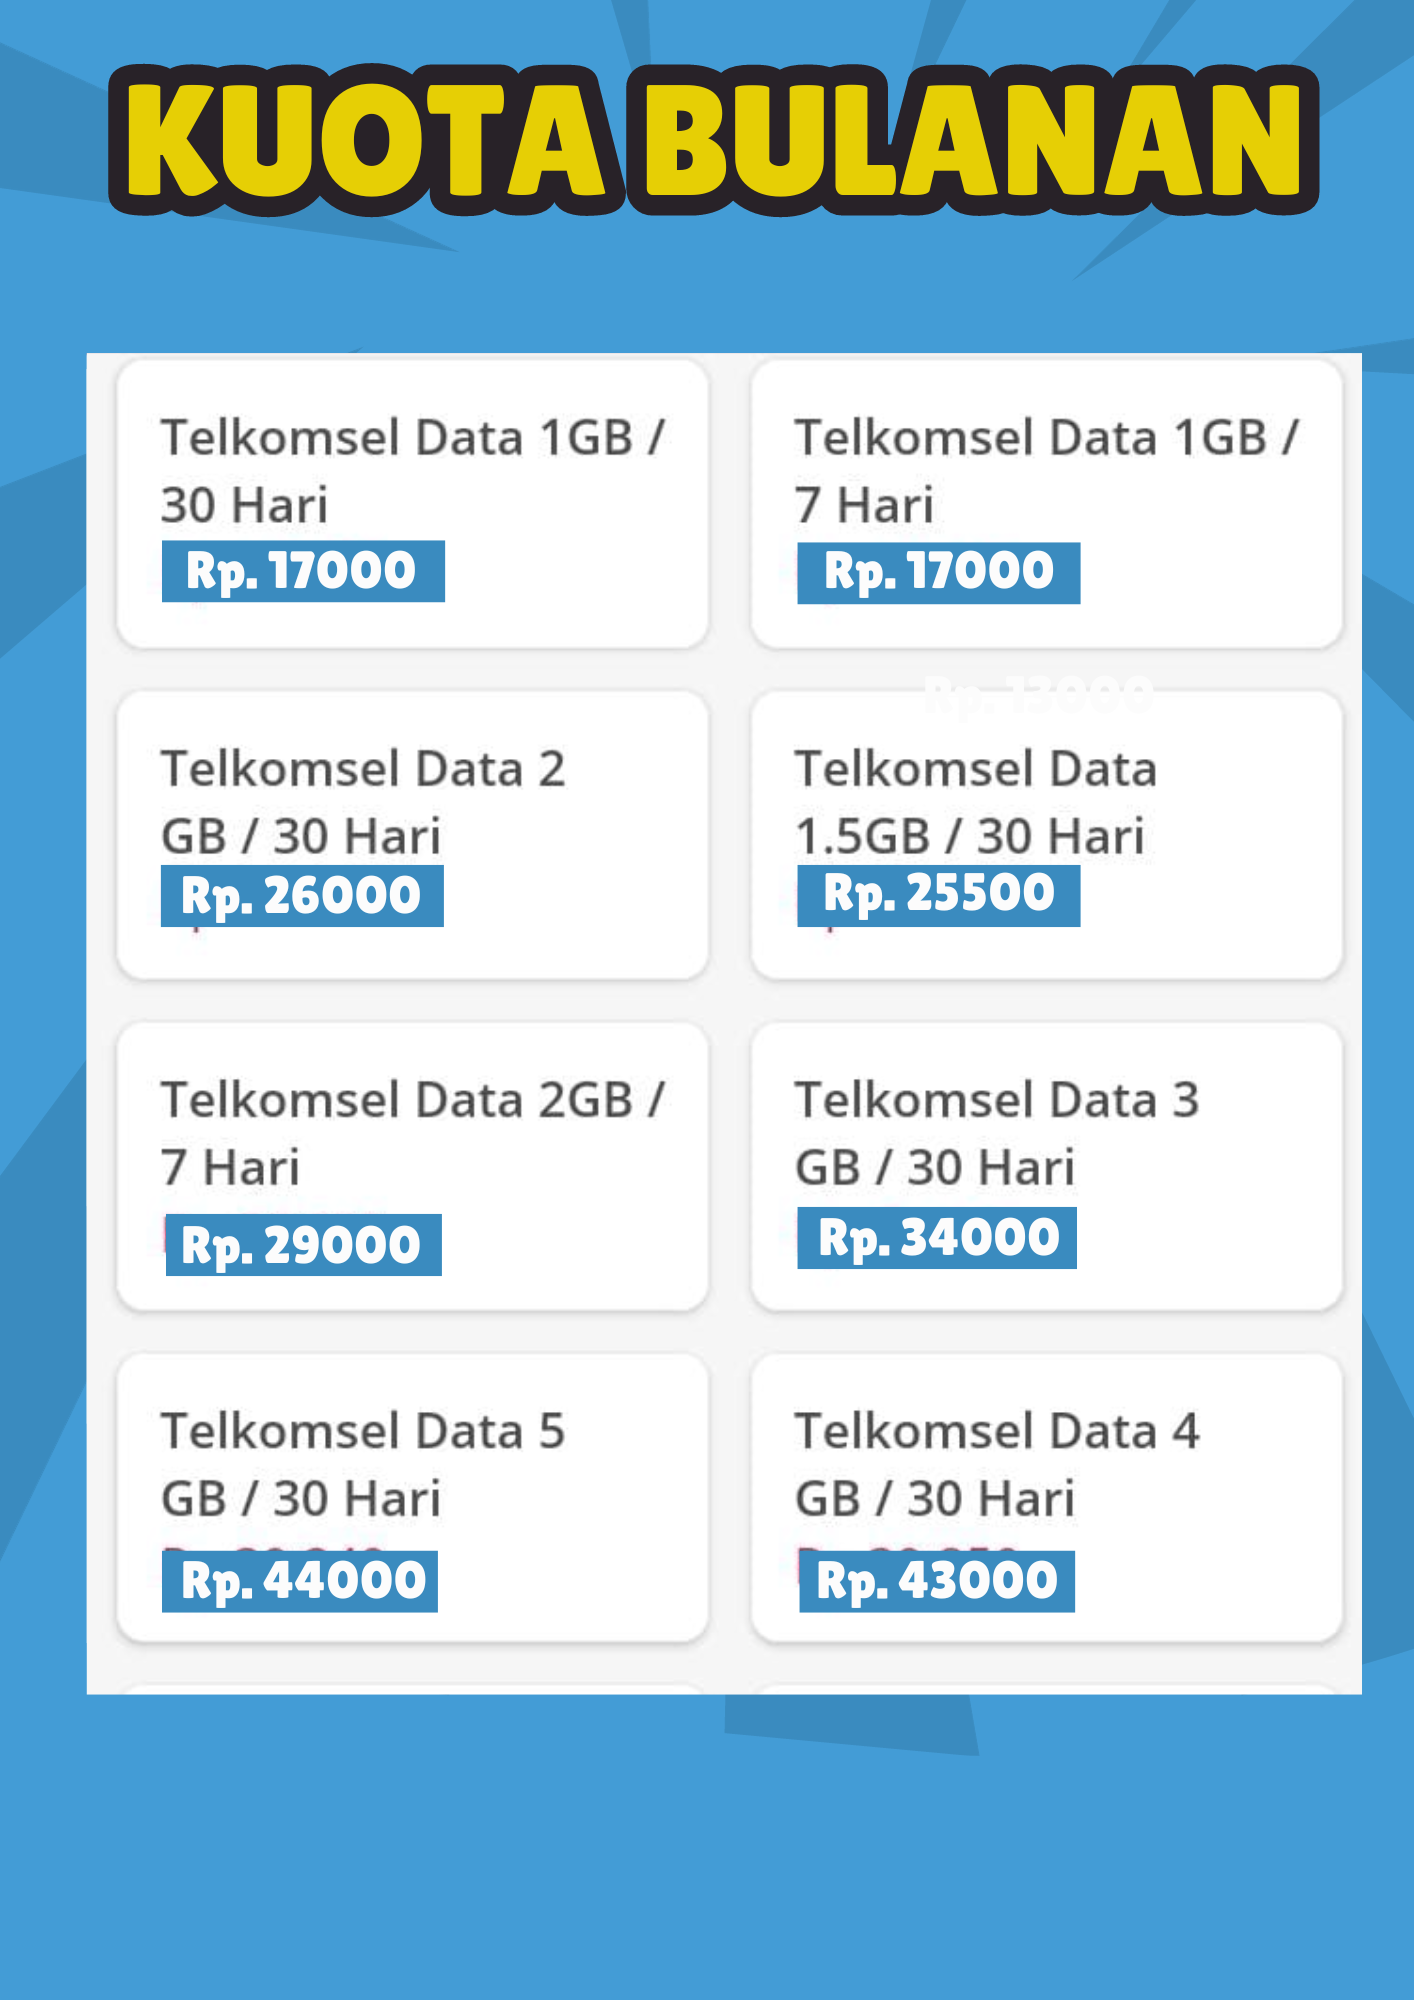 KUOTA BULANAN
Telkomsel Data 1GB /
30 Hari
Rp. 17000
Telkomsel Data 1GB /
7 Hari
Rp. 17000
Rp. 13000
Telkomsel Data 2
GB / 30 Hari
Rp. 26000
Telkomsel Data
1.5GB / 30 Hari
Rp. 25500
Telkomsel Data 2GB /
7 Hari
Rp. 29000
Telkomsel Data 3
GB / 30 Hari
Rp. 34000
Telkomsel Data 5
GB / 30 Hari
Rp. 44000
Telkomsel Data 4
GB / 30 Hari
Rp. 43000